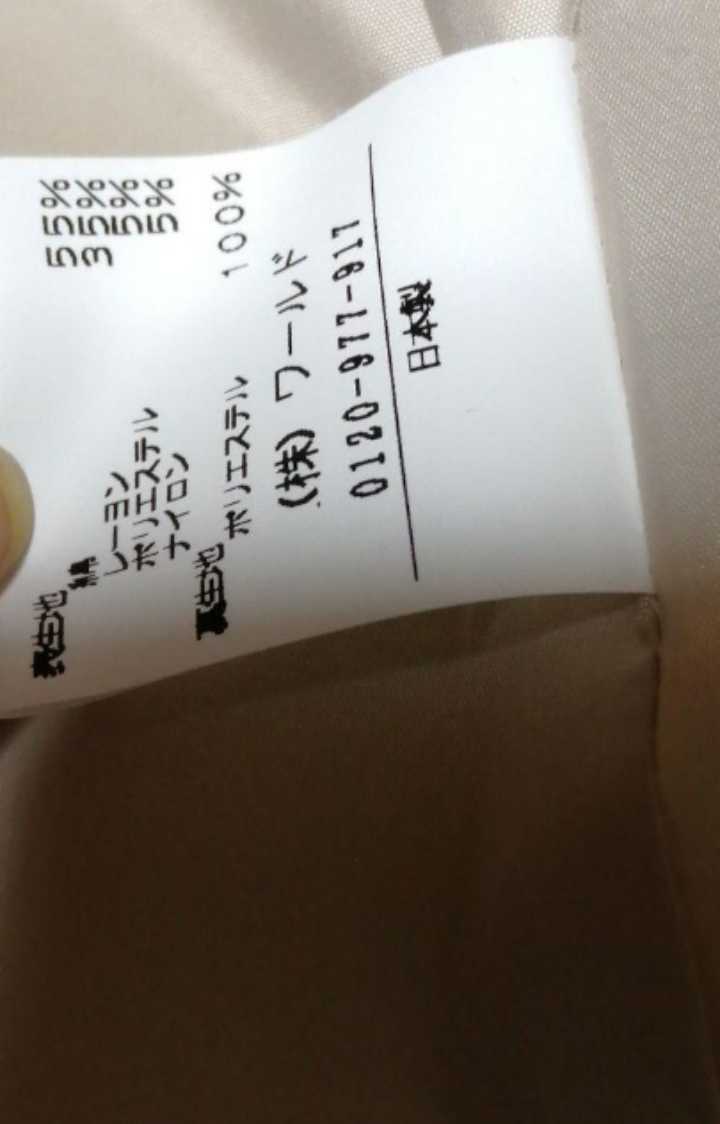 表生地
綿 55%
レーヨン 35%
ポリエステル 5%
ナイロン 5%
裏生地
ポリエステル 100%
(株)ワールド
0120-977-917
日本製